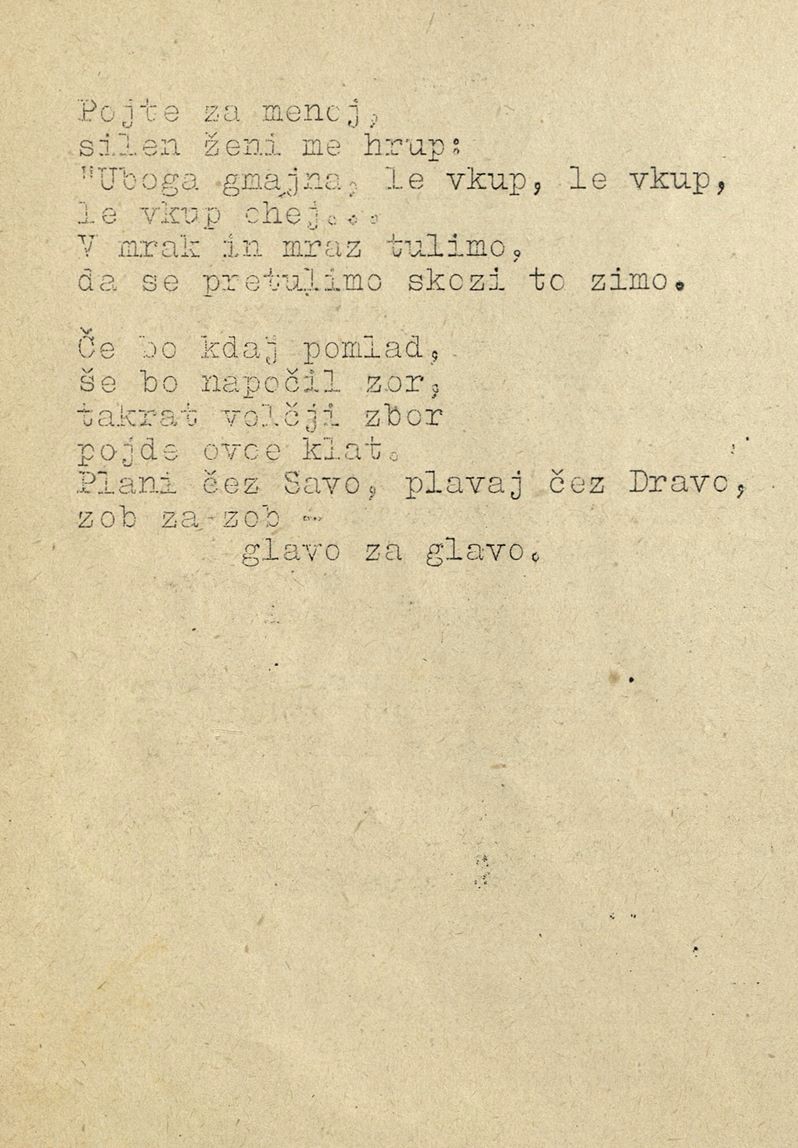 Pojte za menoj,
silen ženi me hrup:
"Uboga gmajna, le vkup, le vkup,
le vkup ohej...
V mrak in mraz tulimo,
da se pretulimo skozi to zimo.

Če bo kdaj pomlad,
še bo napočil zor,
takrat volčji zbor
pojde ovce klat.
Plani čez Savo, plavaj čez Dravo,
zob za zob -
glavo za glavo.